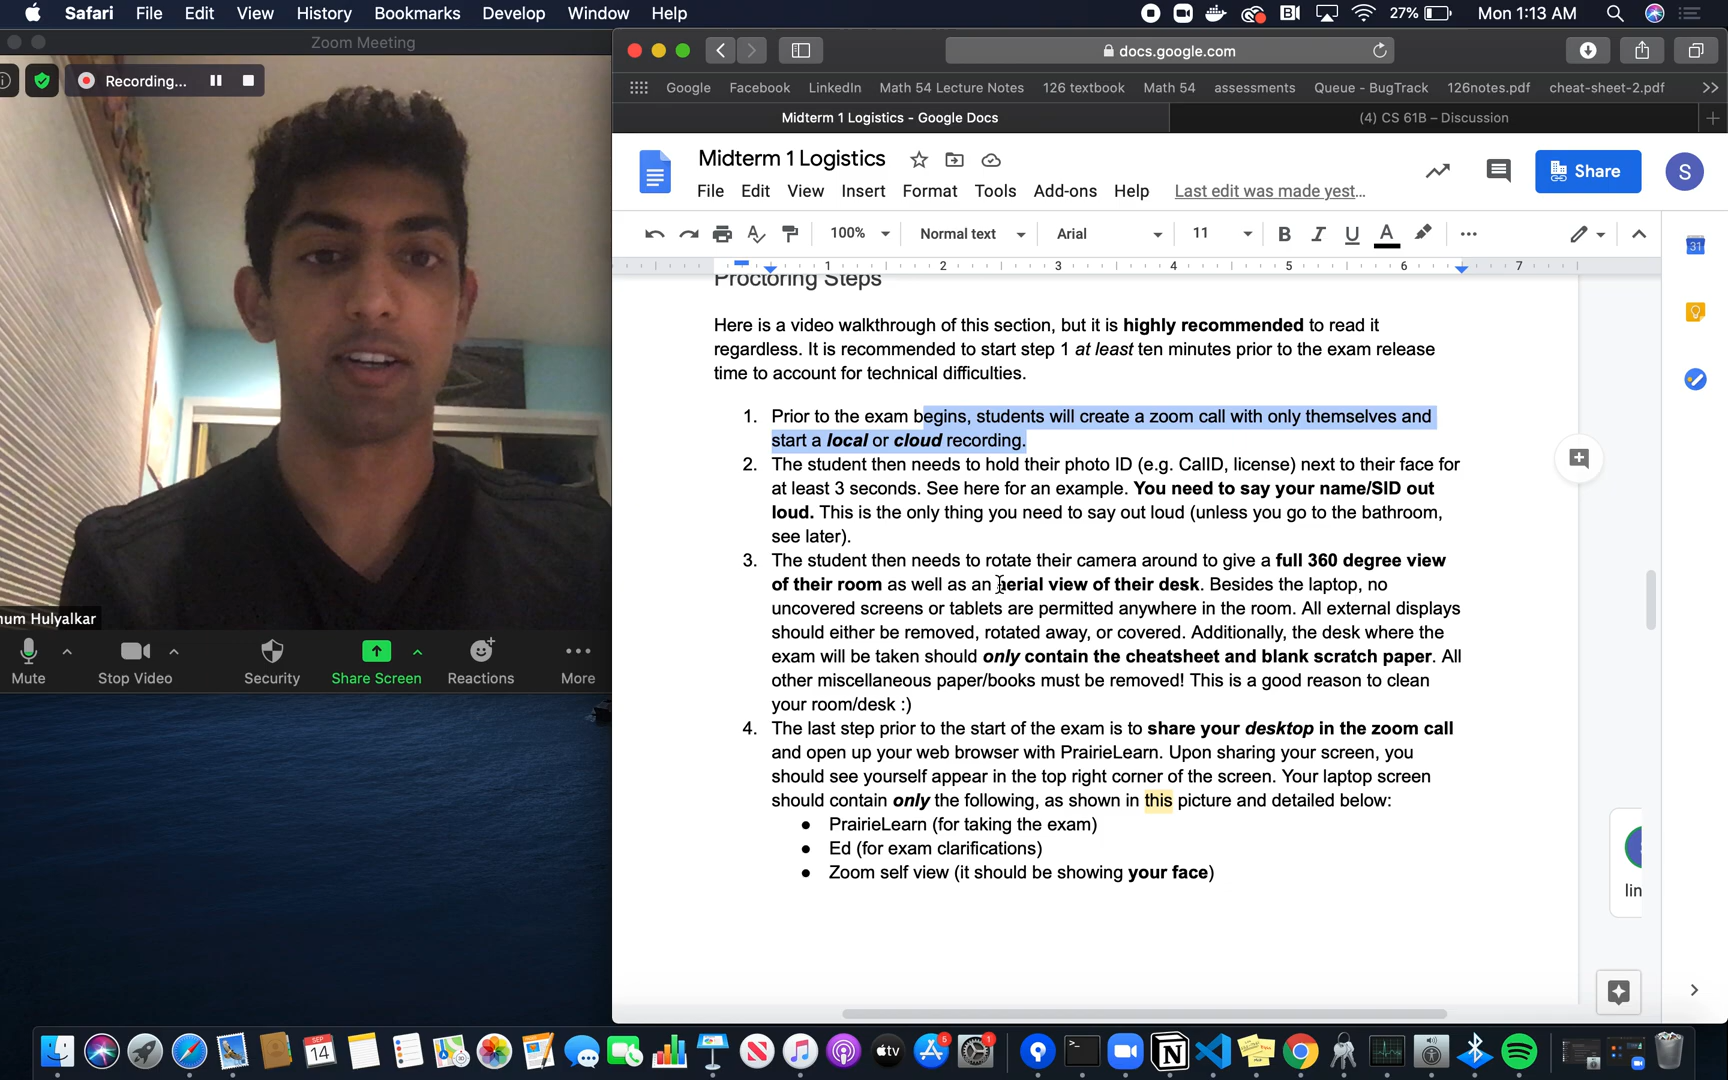 Safari File Edit View History Bookmarks Develop Window Help 27% Mon 1:13 AM
Zoom Meeting
Recording...
docs.google.com
Google Facebook LinkedIn Math 54 Lecture Notes 126 textbook Math 54 assessments Queue - BugTrack 126notes.pdf cheat-sheet-2.pdf >>
Midterm 1 Logistics - Google Docs (4) CS 61B – Discussion
Midterm 1 Logistics
File Edit View Insert Format Tools Add-ons Help Last edit was made yest...
Share
S
100% Normal text Arial 11 B I U A
1 2 3 4 5 6 7
31
Proctoring Steps
Here is a video walkthrough of this section, but it is highly recommended to read it
regardless. It is recommended to start step 1 at least ten minutes prior to the exam release
time to account for technical difficulties.
1. Prior to the exam begins, students will create a zoom call with only themselves and
start a local or cloud recording.
2. The student then needs to hold their photo ID (e.g. CalID, license) next to their face for
at least 3 seconds. See here for an example. You need to say your name/SID out
loud. This is the only thing you need to say out loud (unless you go to the bathroom,
see later).
3. The student then needs to rotate their camera around to give a full 360 degree view
of their room as well as an aerial view of their desk. Besides the laptop, no
uncovered screens or tablets are permitted anywhere in the room. All external displays
should either be removed, rotated away, or covered. Additionally, the desk where the
exam will be taken should only contain the cheatsheet and blank scratch paper. All
other miscellaneous paper/books must be removed! This is a good reason to clean
your room/desk :)
4. The last step prior to the start of the exam is to share your desktop in the zoom call
and open up your web browser with PrairieLearn. Upon sharing your screen, you
should see yourself appear in the top right corner of the screen. Your laptop screen
should contain only the following, as shown in this picture and detailed below:
● PrairieLearn (for taking the exam)
● Ed (for exam clarifications)
● Zoom self view (it should be showing your face)
lin
num Hulyalkar
Mute Stop Video Security Share Screen Reactions More
SEP
14
tv
5
1